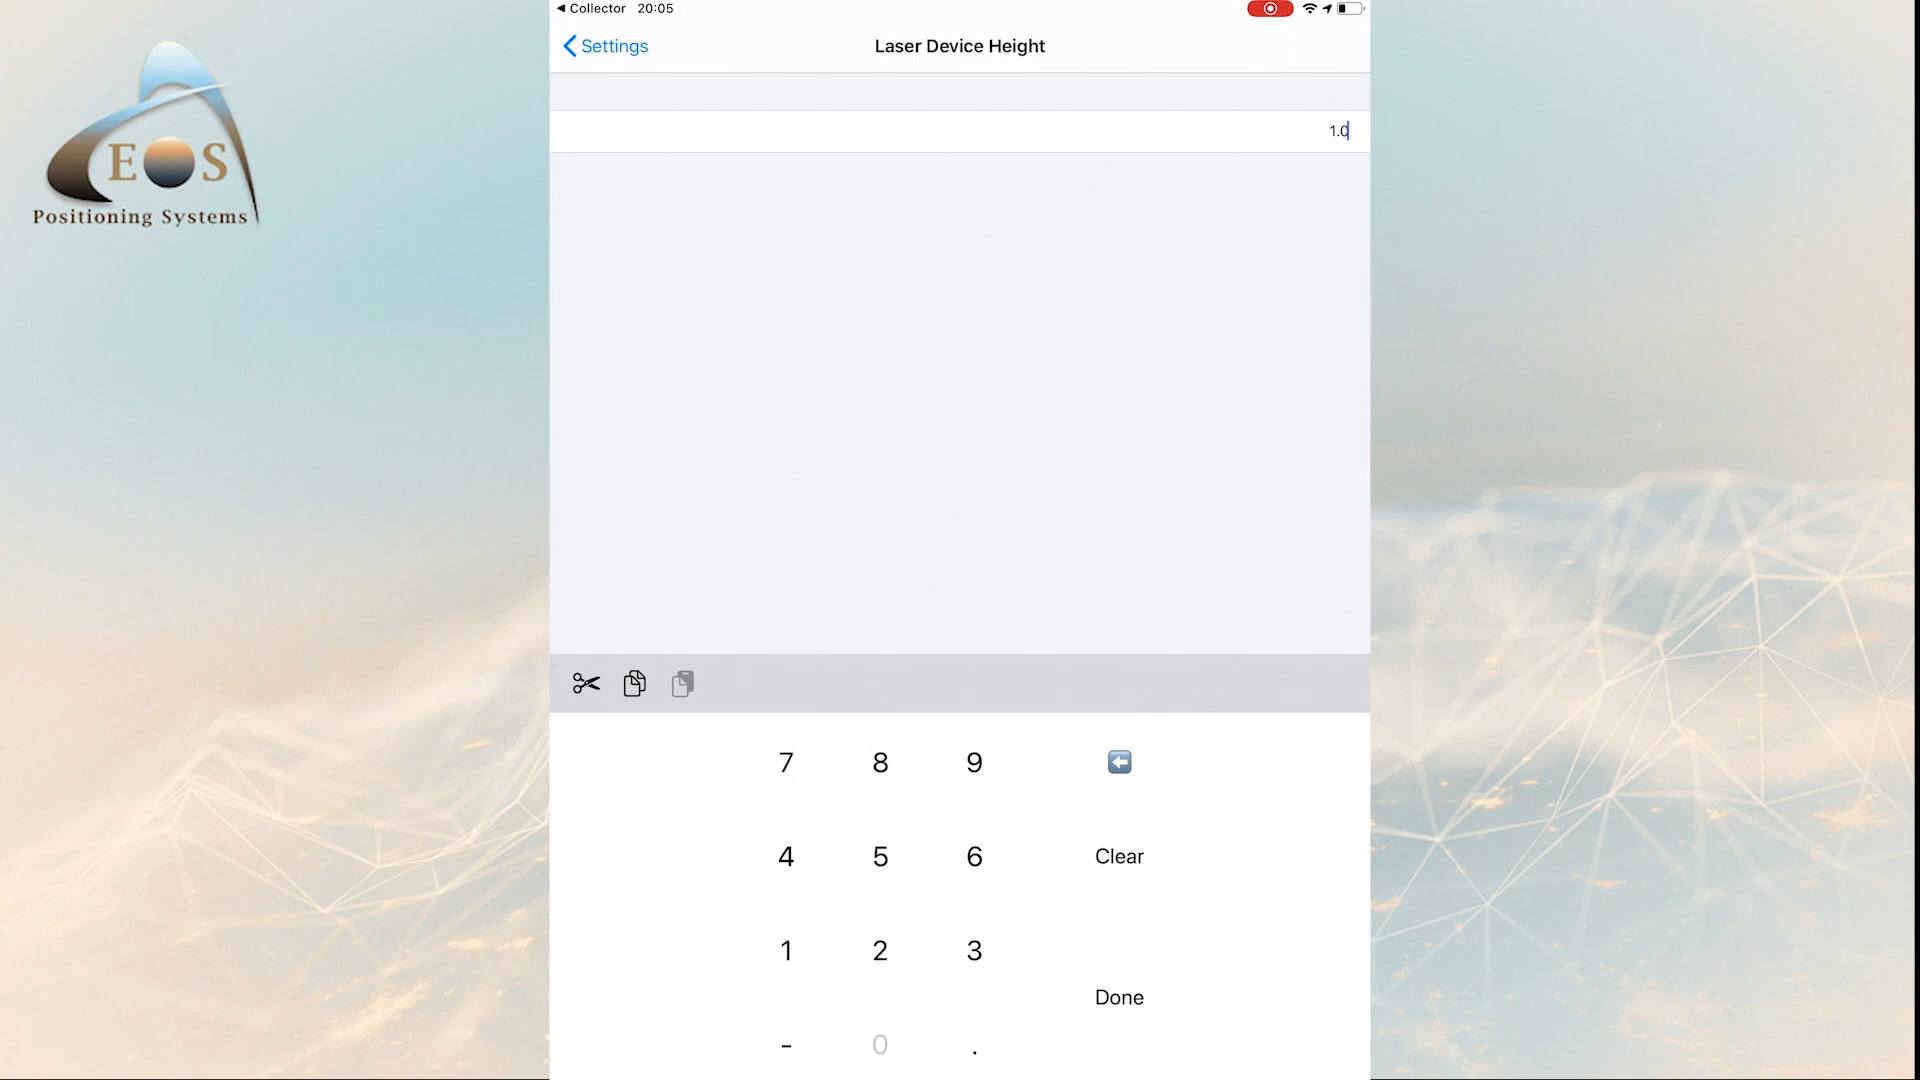 ◀ Collector 20:05
Settings
Laser Device Height
1.0
EOS
Positioning Systems
7 8 9
4 5 6 Clear
1 2 3
Done
- 0 .